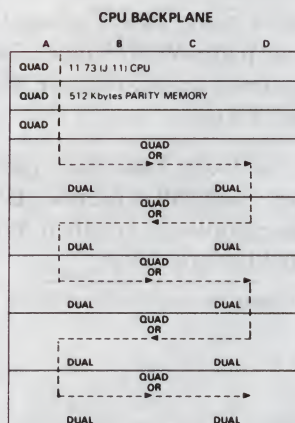 CPU BACKPLANE
A B C D
QUAD 11 73 (J 11) CPU
QUAD 512 Kbytes PARITY MEMORY
QUAD
QUAD
OR
DUAL DUAL
QUAD
OR
DUAL DUAL
QUAD
OR
DUAL DUAL
QUAD
OR
DUAL DUAL
QUAD
OR
DUAL DUAL